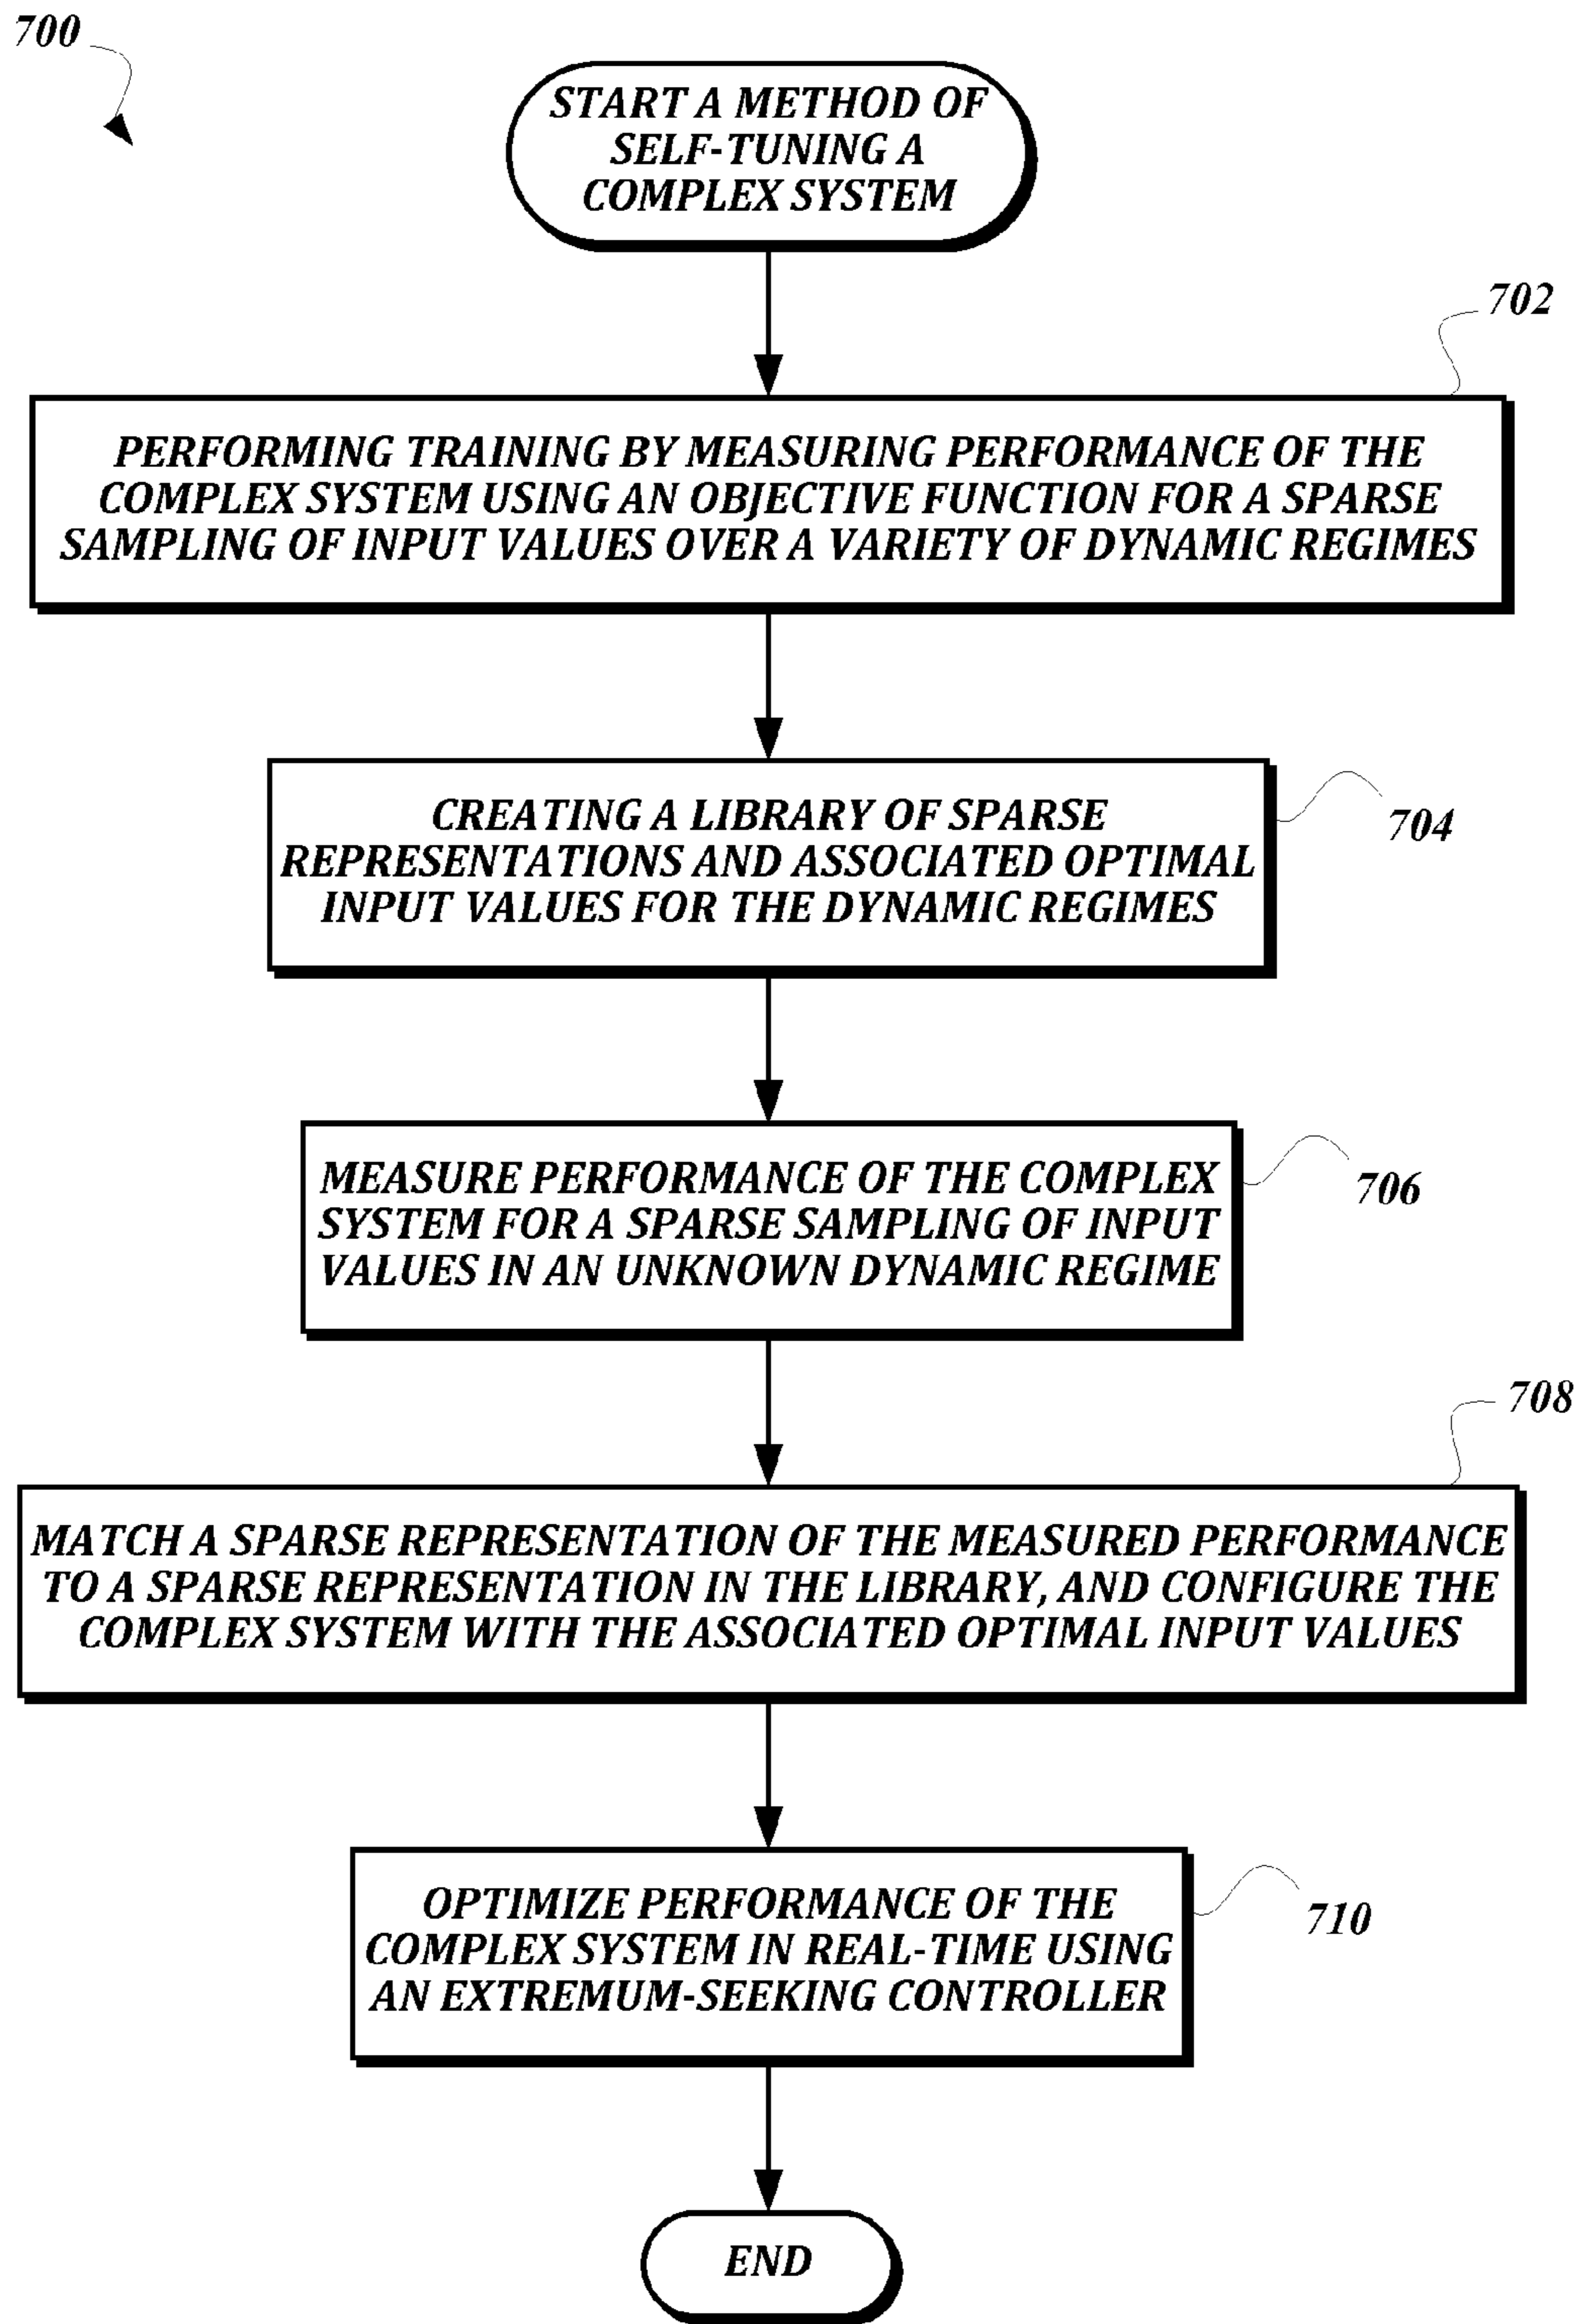 700
START A METHOD OF
SELF-TUNING A
COMPLEX SYSTEM
702
PERFORMING TRAINING BY MEASURING PERFORMANCE OF THE
COMPLEX SYSTEM USING AN OBJECTIVE FUNCTION FOR A SPARSE
SAMPLING OF INPUT VALUES OVER A VARIETY OF DYNAMIC REGIMES
CREATING A LIBRARY OF SPARSE
REPRESENTATIONS AND ASSOCIATED OPTIMAL
INPUT VALUES FOR THE DYNAMIC REGIMES
704
MEASURE PERFORMANCE OF THE COMPLEX
SYSTEM FOR A SPARSE SAMPLING OF INPUT
VALUES IN AN UNKNOWN DYNAMIC REGIME
706
708
MATCH A SPARSE REPRESENTATION OF THE MEASURED PERFORMANCE
TO A SPARSE REPRESENTATION IN THE LIBRARY, AND CONFIGURE THE
COMPLEX SYSTEM WITH THE ASSOCIATED OPTIMAL INPUT VALUES
OPTIMIZE PERFORMANCE OF THE
COMPLEX SYSTEM IN REAL-TIME USING
AN EXTREMUM-SEEKING CONTROLLER
710
END